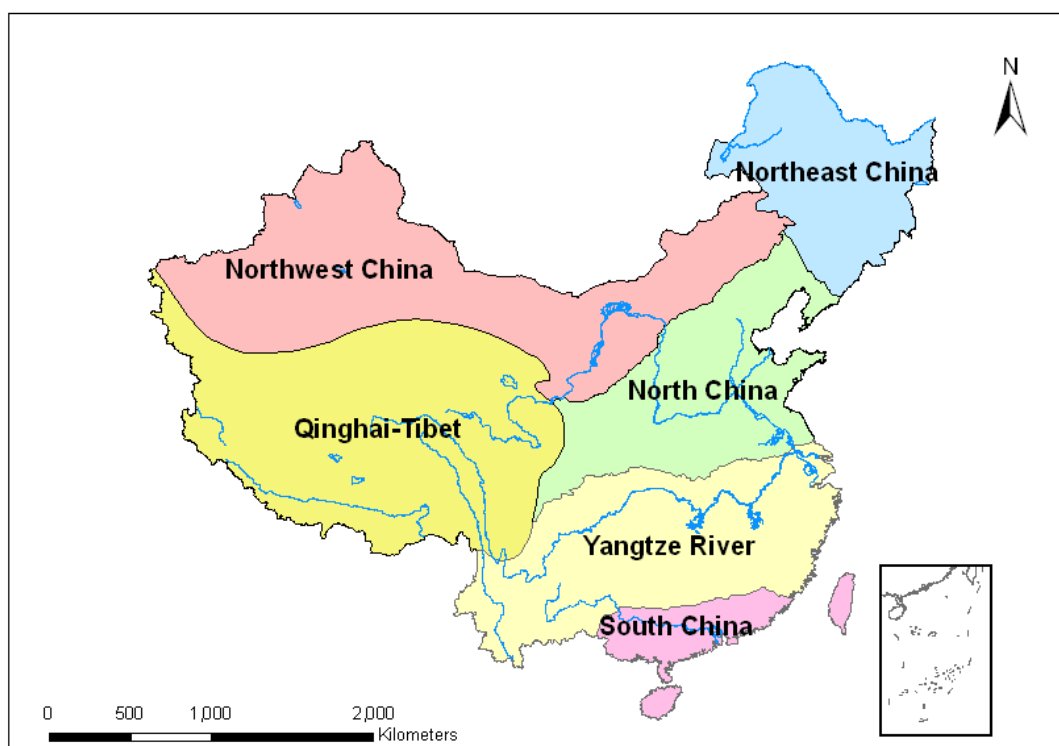 N
Northeast China
Northwest China
North China
Qinghai-Tibet
Yangtze River
South China
0 500 1,000 2,000
Kilometers